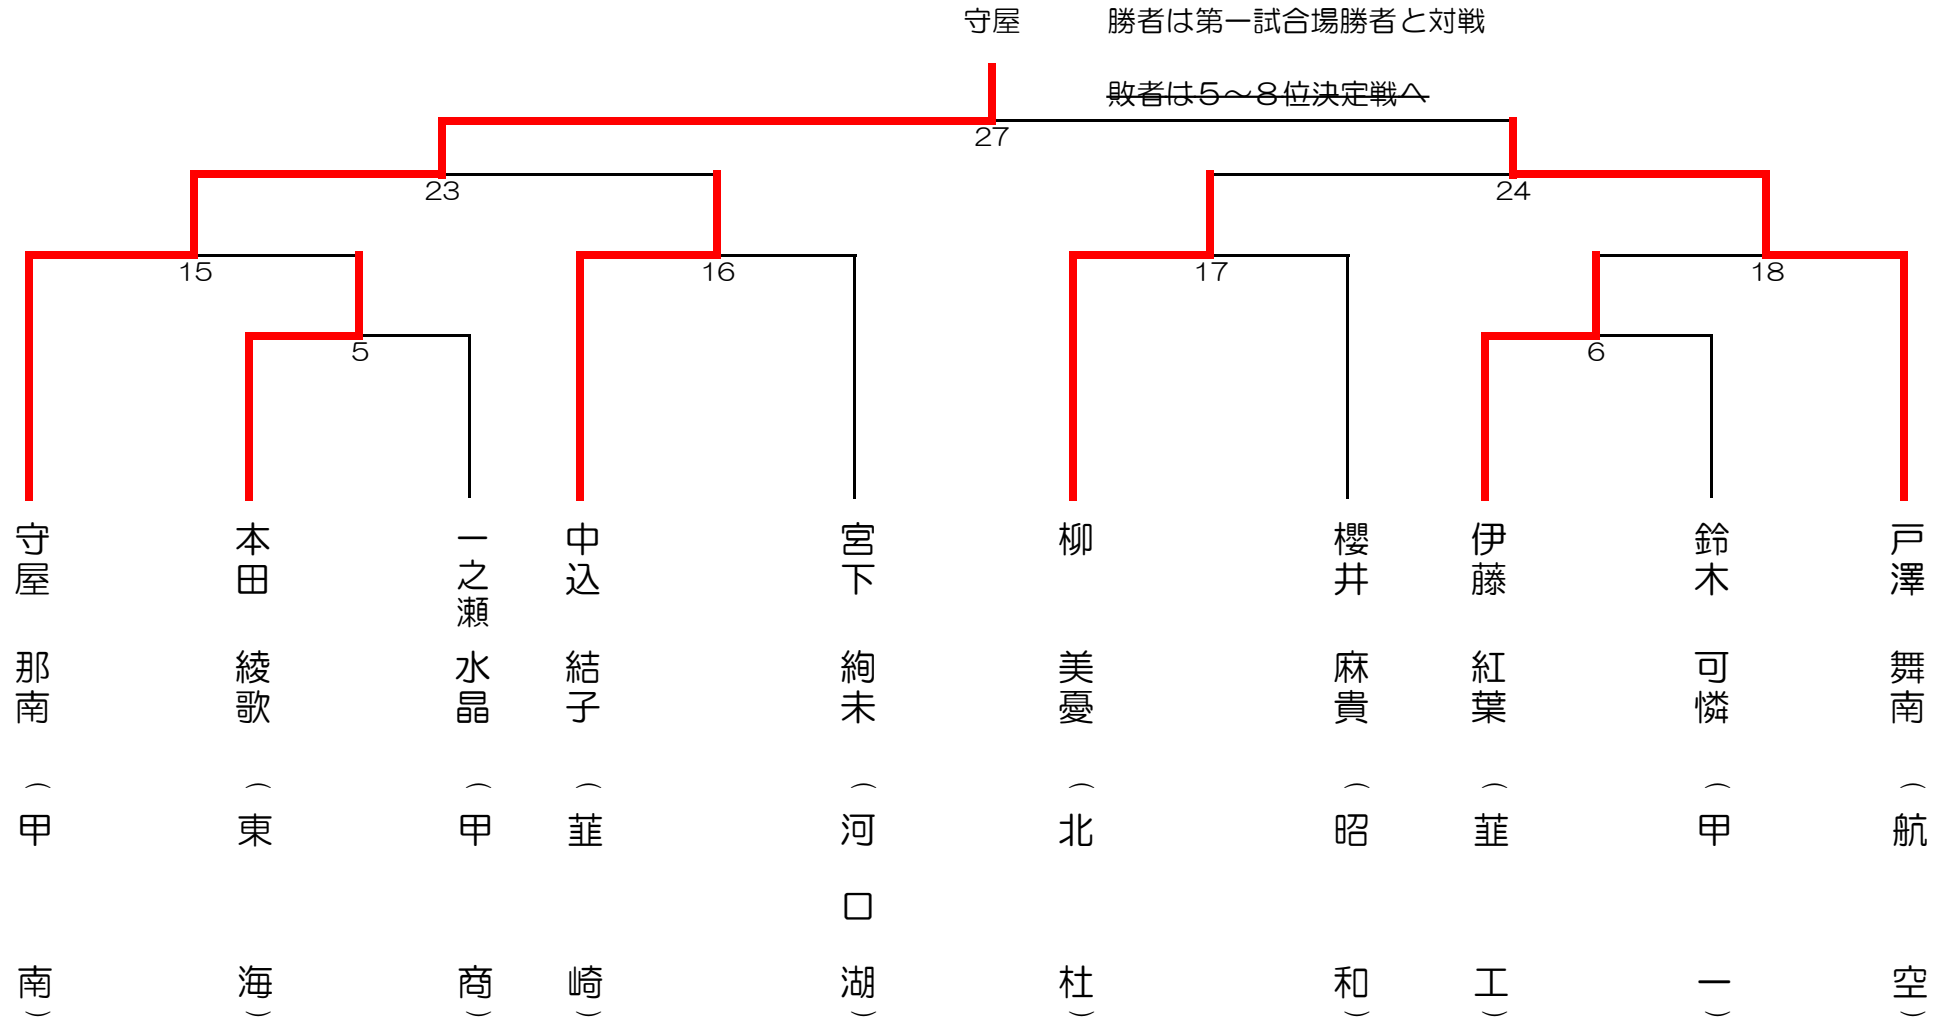 守屋
勝者は第一試合場勝者と対戦
敗者は５～８位決定戦へ
27
23
24
15
16
17
18
5
6
守屋 那南（甲南）
本田 綾歌（東海）
一之瀬 水晶（甲商）
中込 結子（韮崎）
宮下 絢未（河口湖）
柳 美憂（北杜）
櫻井 麻貴（昭和）
伊藤 紅葉（韮工）
鈴木 可憐（甲一）
戸澤 舞南（航空）